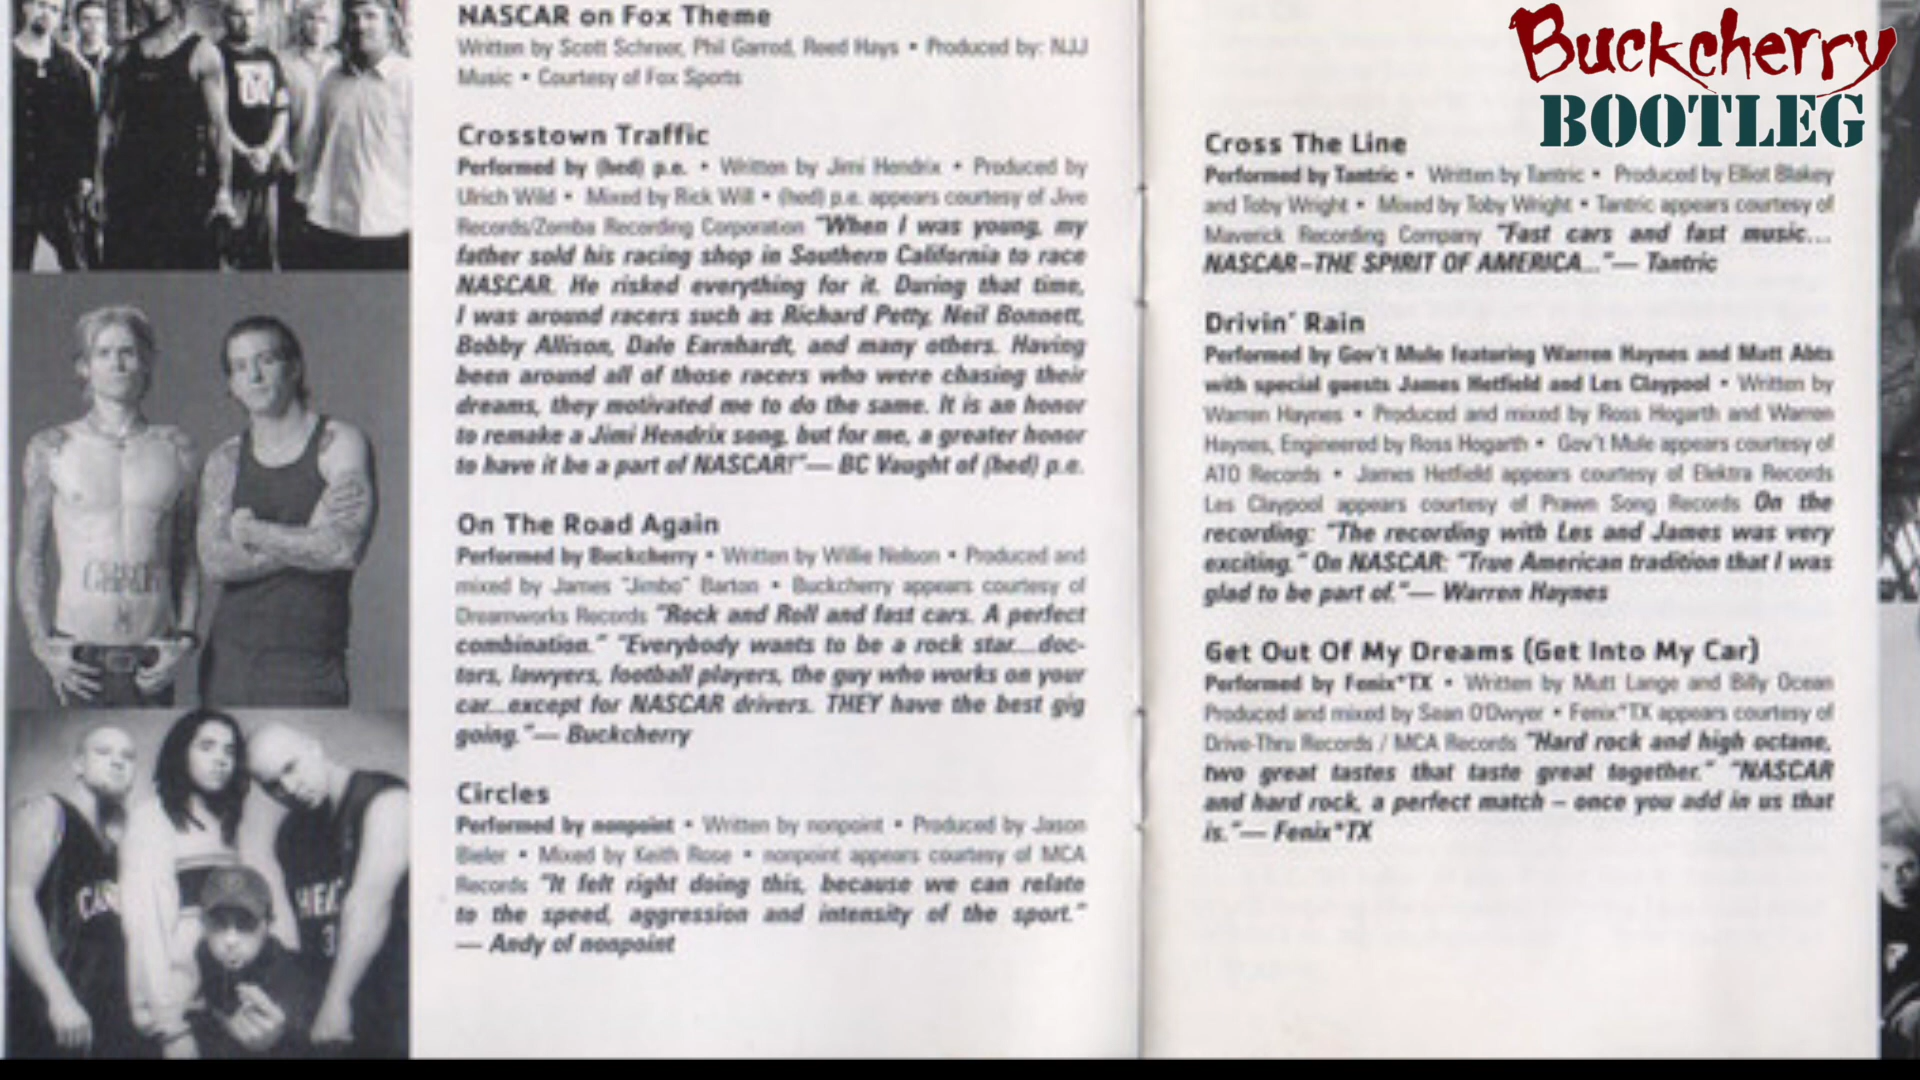 NASCAR on Fox Theme
Written by Scott Schreer, Phil Garrod, Reed Hays • Produced by: NJJ
Music • Courtesy of Fox Sports
Crosstown Traffic
Performed by (hed) p.e. • Written by Jimi Hendrix • Produced by
Ulrich Wild • Mixed by Rick Will • (hed) p.e. appears courtesy of Jive
Records/Zomba Recording Corporation "When I was young, my
father sold his racing shop in Southern California to race
NASCAR. He risked everything for it. During that time,
I was around racers such as Richard Petty, Neil Bonnett,
Bobby Allison, Dale Earnhardt, and many others. Having
been around all of those racers who were chasing their
dreams, they motivated me to do the same. It is an honor
to remake a Jimi Hendrix song, but for me, a greater honor
to have it be a part of NASCAR!"— BC Vaught of (hed) p.e.
On The Road Again
Performed by Buckcherry • Written by Willie Nelson • Produced and
mixed by James "Jimbo" Barton • Buckcherry appears courtesy of
Dreamworks Records "Rock and Roll and fast cars. A perfect
combination." "Everybody wants to be a rock star....doc-
tors, lawyers, football players, the guy who works on your
car...except for NASCAR drivers. THEY have the best gig
going."— Buckcherry
Circles
Performed by nonpoint • Written by nonpoint • Produced by Jason
Bieler • Mixed by Keith Rose • nonpoint appears courtesy of MCA
Records "It felt right doing this, because we can relate
to the speed, aggression and intensity of the sport."
— Andy of nonpoint
Buckcherry
BOOTLEG
Cross The Line
Performed by Tantric • Written by Tantric • Produced by Elliot Blakey
and Toby Wright • Mixed by Toby Wright • Tantric appears courtesy of
Maverick Recording Company "Fast cars and fast music...
NASCAR–THE SPIRIT OF AMERICA..."— Tantric
Drivin' Rain
Performed by Gov't Mule featuring Warren Haynes and Matt Abts
with special guests James Hetfield and Les Claypool • Written by
Warren Haynes • Produced and mixed by Ross Hogarth and Warren
Haynes, Engineered by Ross Hogarth • Gov't Mule appears courtesy of
ATO Records • James Hetfield appears courtesy of Elektra Records
Les Claypool appears courtesy of Prawn Song Records On the
recording: "The recording with Les and James was very
exciting." On NASCAR: "True American tradition that I was
glad to be part of."— Warren Haynes
Get Out Of My Dreams (Get Into My Car)
Performed by Fenix*TX • Written by Mutt Lange and Billy Ocean
Produced and mixed by Sean O'Dwyer • Fenix*TX appears courtesy of
Drive-Thru Records / MCA Records "Hard rock and high octane,
two great tastes that taste great together." "NASCAR
and hard rock, a perfect match – once you add in us that
is."— Fenix*TX